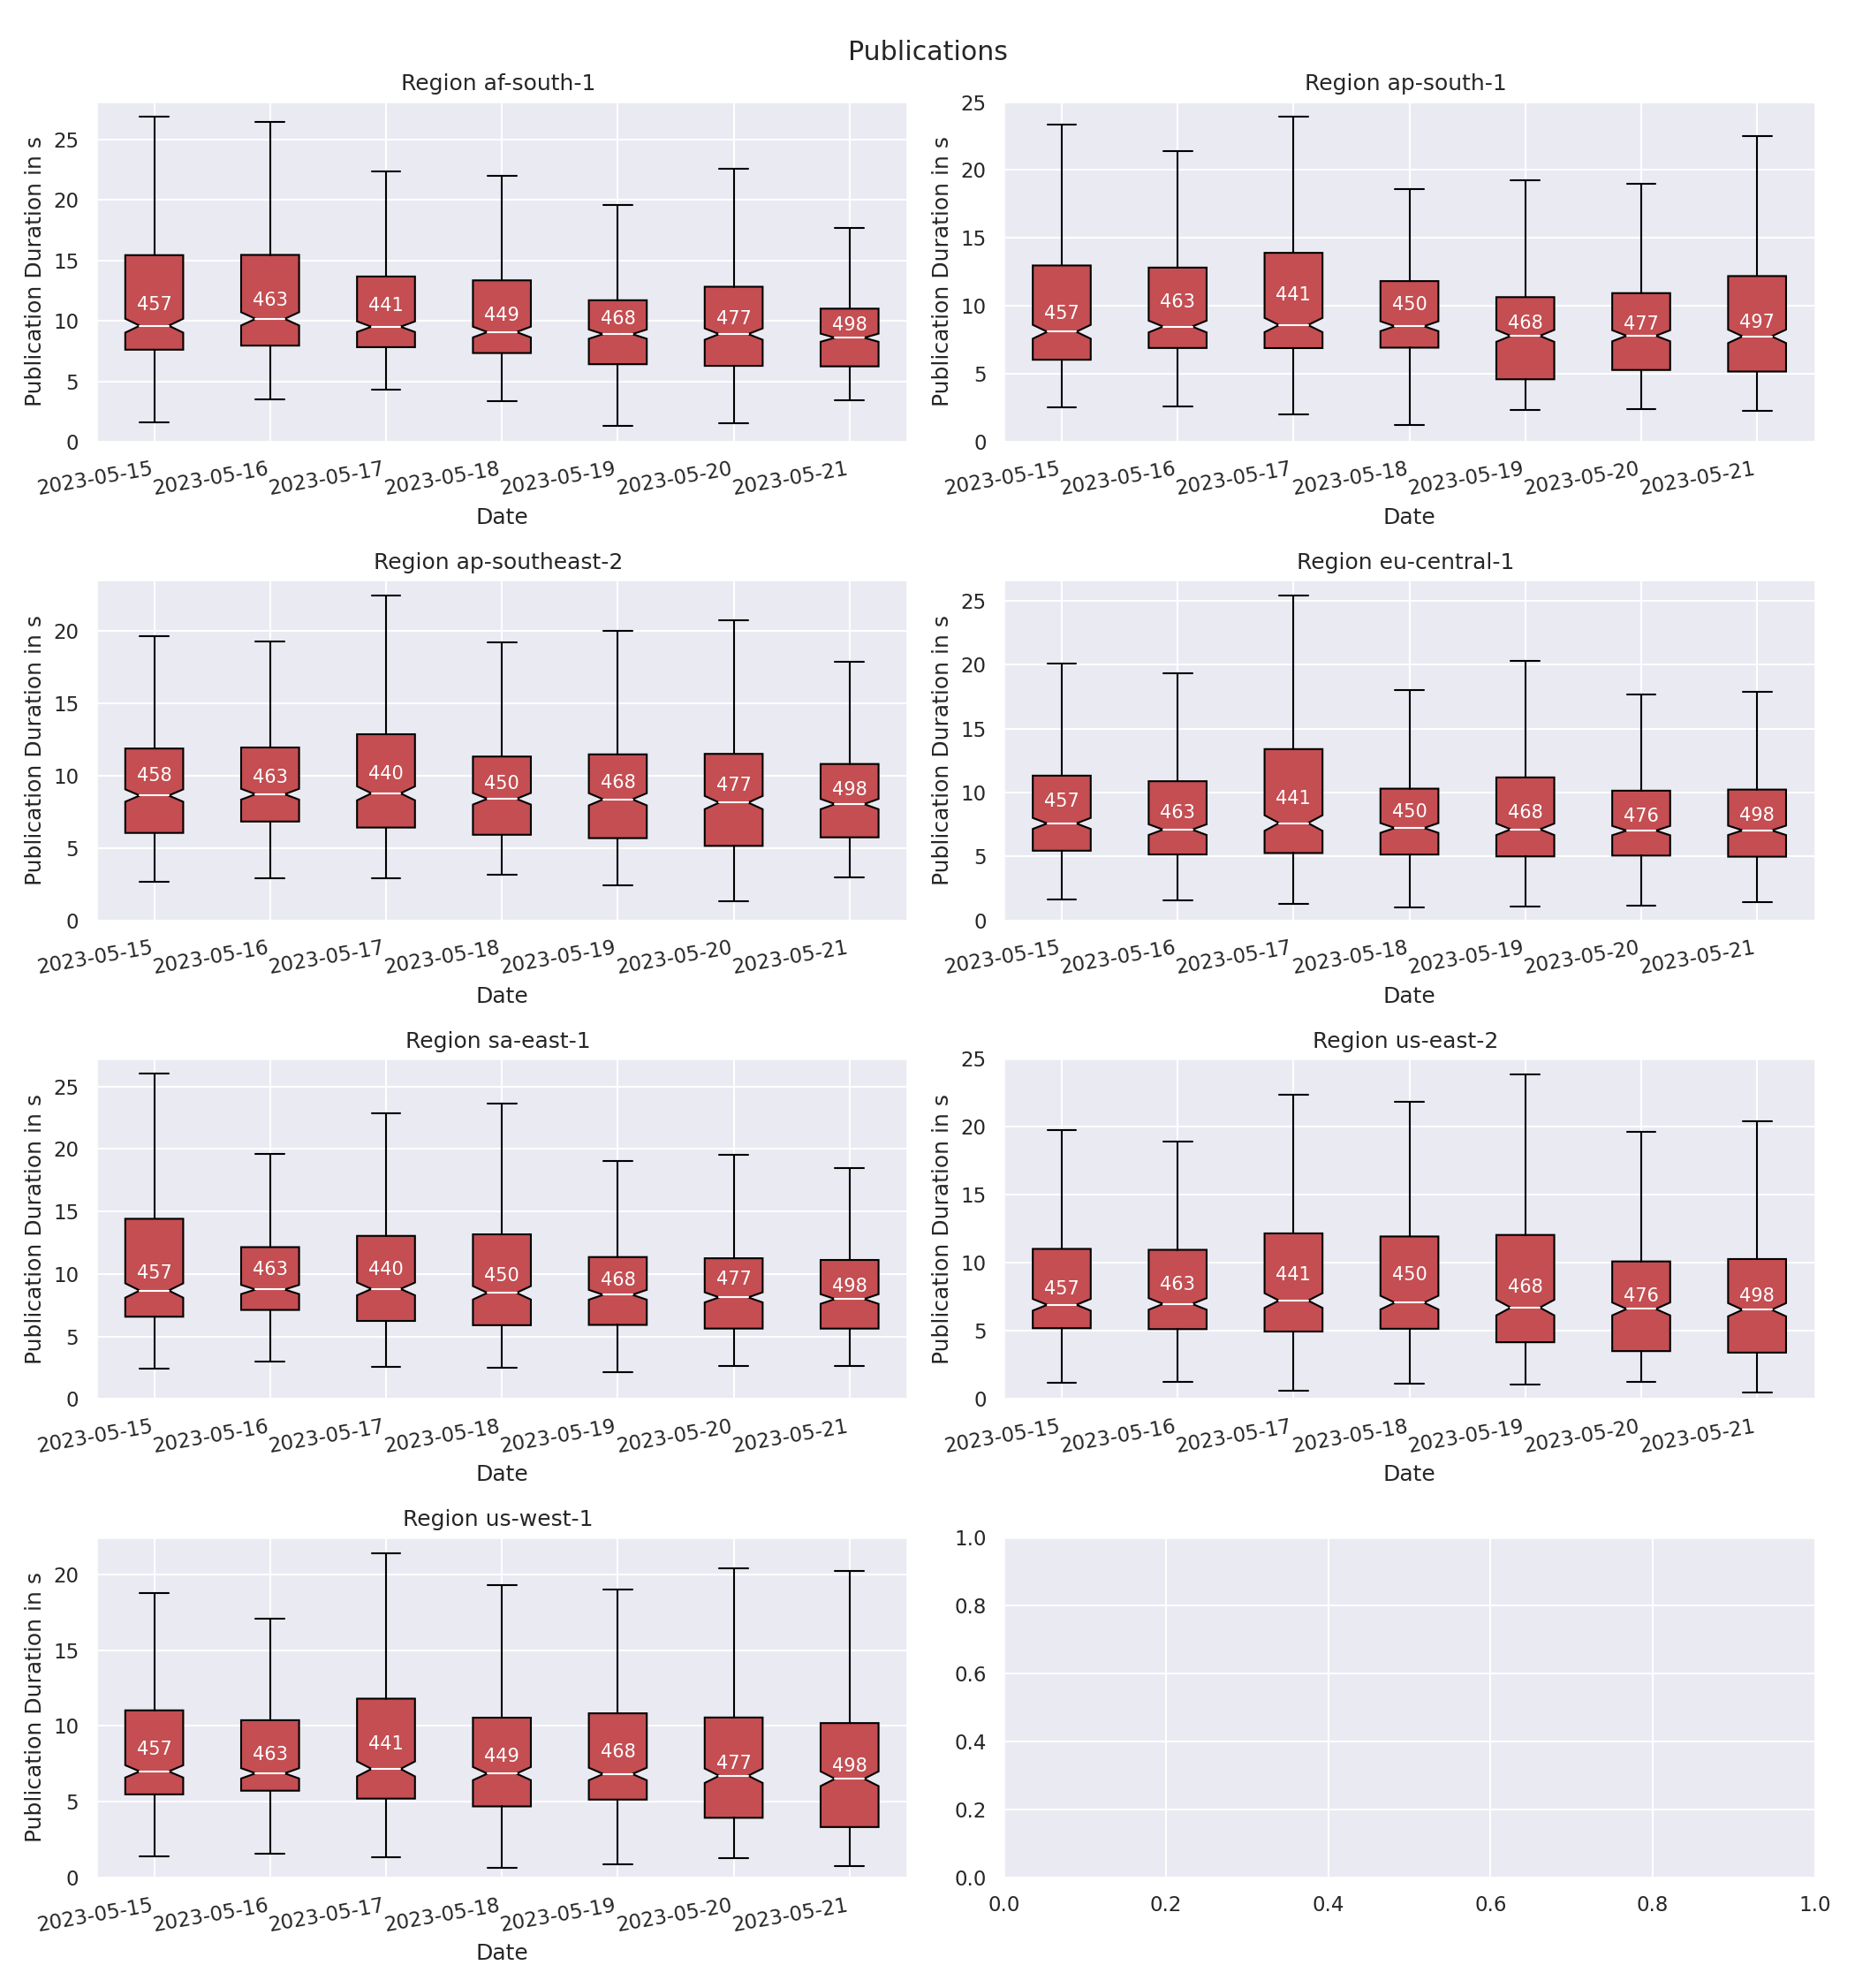 Publications
Region af-south-1
Publication Duration in s
25
20
15
10
5
0
457 463 441 449 468 477 498
2023-05-15 2023-05-16 2023-05-17 2023-05-18 2023-05-19 2023-05-20 2023-05-21
Date
Region ap-south-1
Publication Duration in s
25
20
15
10
5
0
457 463 441 450 468 477 497
2023-05-15 2023-05-16 2023-05-17 2023-05-18 2023-05-19 2023-05-20 2023-05-21
Date
Region ap-southeast-2
Publication Duration in s
20
15
10
5
0
458 463 440 450 468 477 498
2023-05-15 2023-05-16 2023-05-17 2023-05-18 2023-05-19 2023-05-20 2023-05-21
Date
Region eu-central-1
Publication Duration in s
25
20
15
10
5
0
457 463 441 450 468 476 498
2023-05-15 2023-05-16 2023-05-17 2023-05-18 2023-05-19 2023-05-20 2023-05-21
Date
Region sa-east-1
Publication Duration in s
25
20
15
10
5
0
457 463 440 450 468 477 498
2023-05-15 2023-05-16 2023-05-17 2023-05-18 2023-05-19 2023-05-20 2023-05-21
Date
Region us-east-2
Publication Duration in s
25
20
15
10
5
0
457 463 441 450 468 476 498
2023-05-15 2023-05-16 2023-05-17 2023-05-18 2023-05-19 2023-05-20 2023-05-21
Date
Region us-west-1
Publication Duration in s
20
15
10
5
0
457 463 441 449 468 477 498
2023-05-15 2023-05-16 2023-05-17 2023-05-18 2023-05-19 2023-05-20 2023-05-21
Date
1.0
0.8
0.6
0.4
0.2
0.0
0.0 0.2 0.4 0.6 0.8 1.0